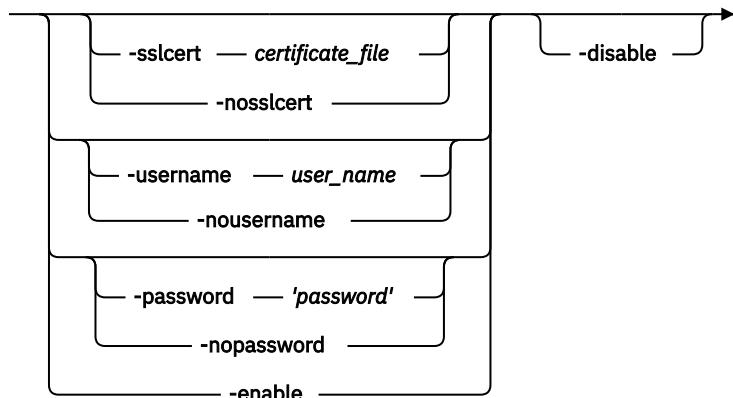 -sslcert certificate_file -disable
-nosslcert
-username user_name
-nousername
-password 'password'
-nopassword
-enable